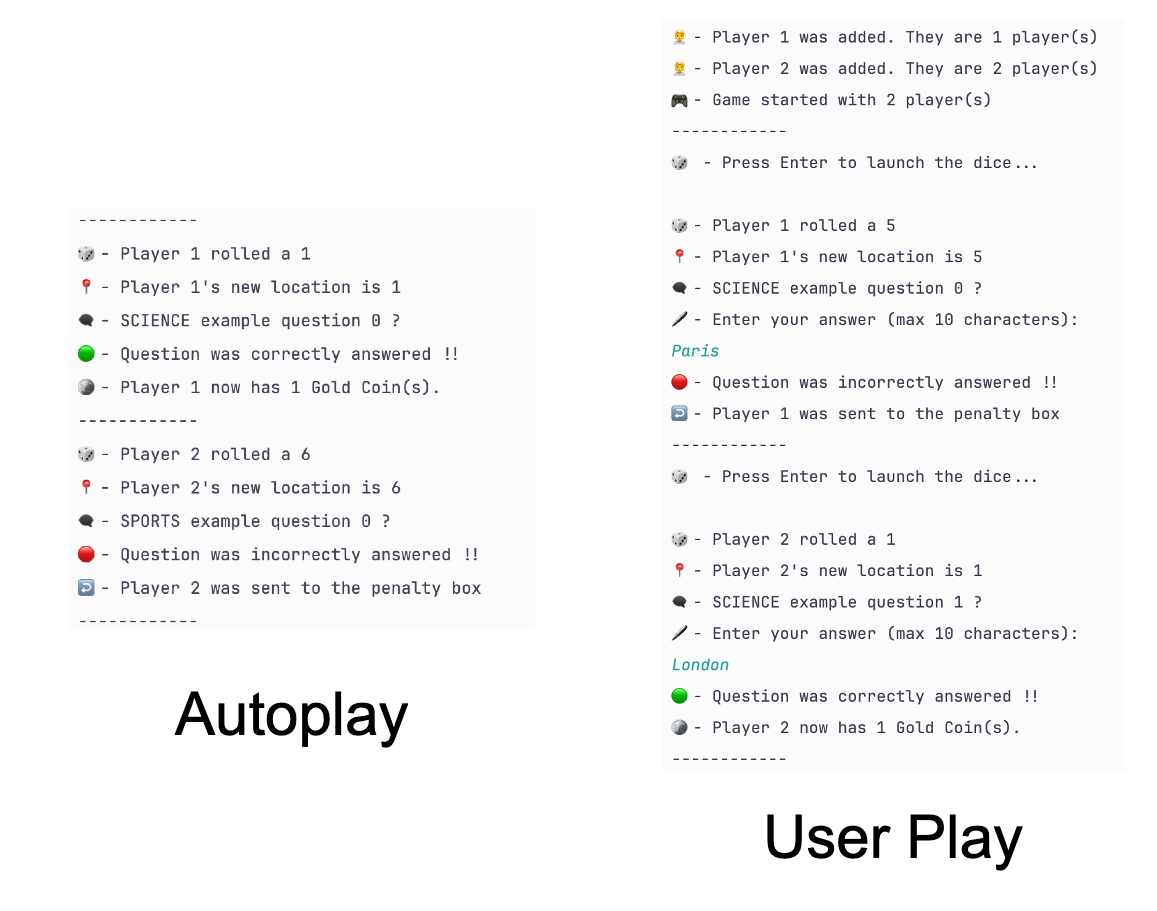 ------------
🎲 - Player 1 rolled a 1
📍 - Player 1's new location is 1
🗨 - SCIENCE example question 0 ?
🟢 - Question was correctly answered !!
🪙 - Player 1 now has 1 Gold Coin(s).
------------
🎲 - Player 2 rolled a 6
📍 - Player 2's new location is 6
🗨 - SPORTS example question 0 ?
🔴 - Question was incorrectly answered !!
↩️ - Player 2 was sent to the penalty box
------------
Autoplay
💆‍♂️ - Player 1 was added. They are 1 player(s)
💆‍♂️ - Player 2 was added. They are 2 player(s)
🎮 - Game started with 2 player(s)
------------
🎲 - Press Enter to launch the dice...
🎲 - Player 1 rolled a 5
📍 - Player 1's new location is 5
🗨 - SCIENCE example question 0 ?
🖊 - Enter your answer (max 10 characters):
Paris
🔴 - Question was incorrectly answered !!
↩️ - Player 1 was sent to the penalty box
------------
🎲 - Press Enter to launch the dice...
🎲 - Player 2 rolled a 1
📍 - Player 2's new location is 1
🗨 - SCIENCE example question 1 ?
🖊 - Enter your answer (max 10 characters):
London
🟢 - Question was correctly answered !!
🪙 - Player 2 now has 1 Gold Coin(s).
------------
User Play